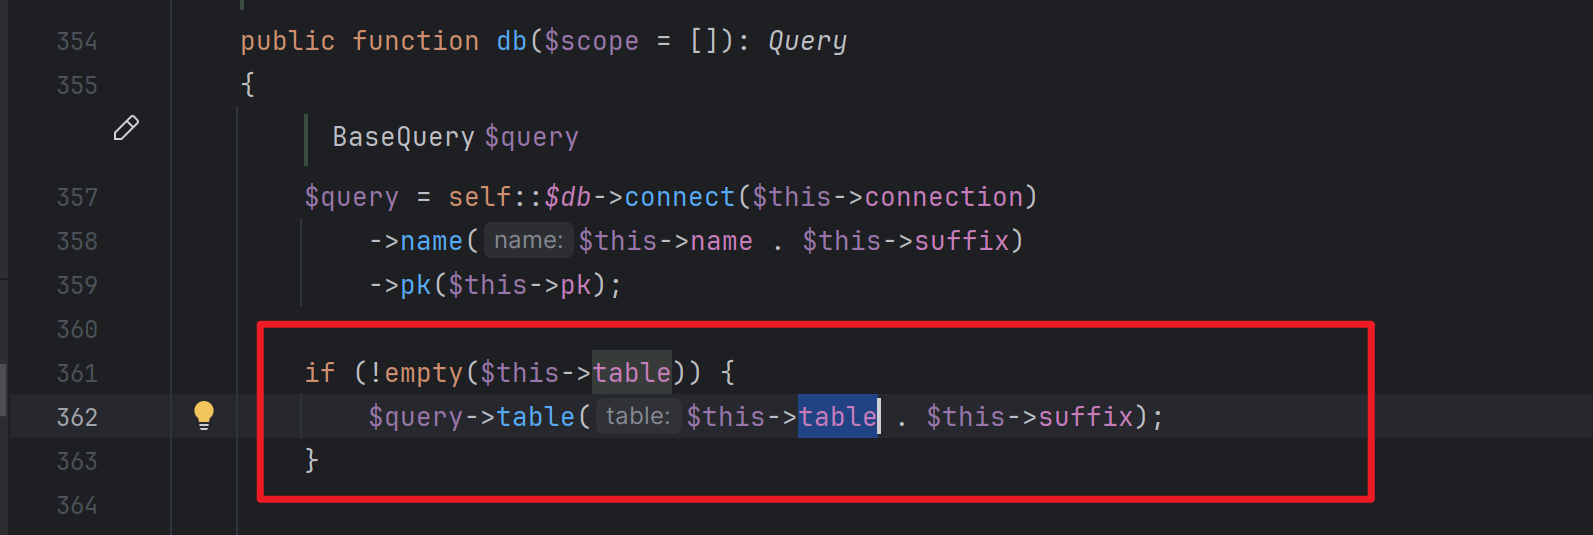 354 public function db($scope = []): Query
355 {
BaseQuery $query
357 $query = self::$db->connect($this->connection)
358 ->name( name: $this->name . $this->suffix)
359 ->pk($this->pk);
360
361 if (!empty($this->table)) {
362 $query->table( table: $this->table . $this->suffix);
363 }
364